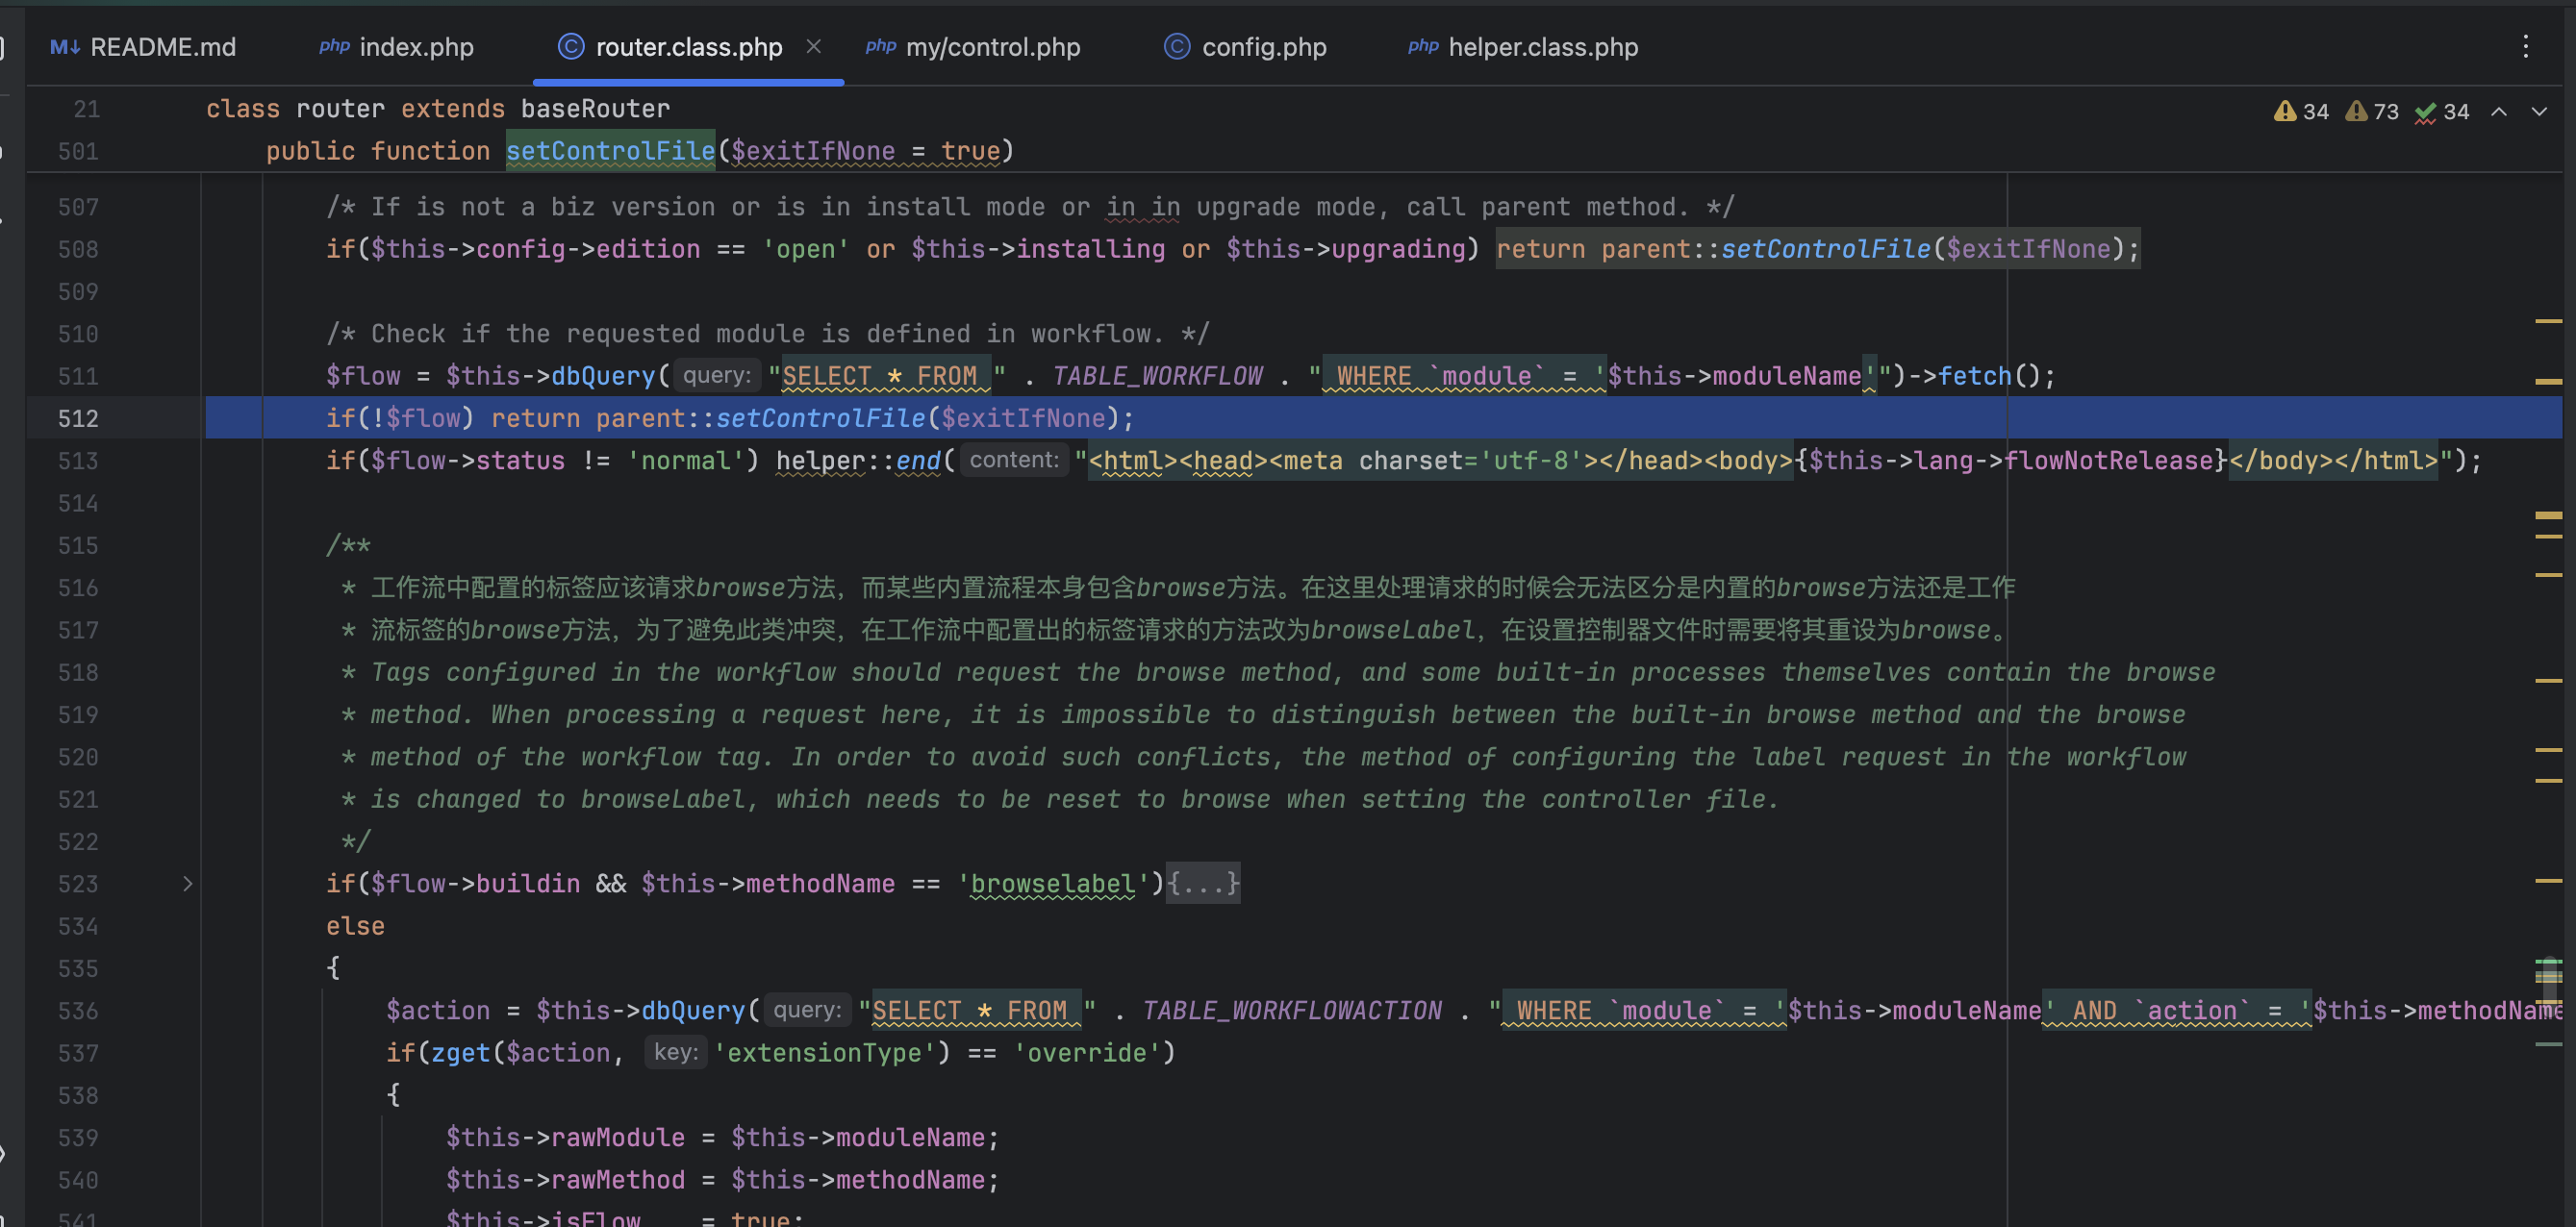 README.md index.php router.class.php my/control.php config.php helper.class.php
21 class router extends baseRouter 34 73 34
501 public function setControlFile($exitIfNone = true)
507 /* If is not a biz version or is in install mode or in in upgrade mode, call parent method. */
508 if($this->config->edition == 'open' or $this->installing or $this->upgrading) return parent::setControlFile($exitIfNone);
509
510 /* Check if the requested module is defined in workflow. */
511 $flow = $this->dbQuery( query: "SELECT * FROM " . TABLE_WORKFLOW . " WHERE `module` = '$this->moduleName'")->fetch();
512 if(!$flow) return parent::setControlFile($exitIfNone);
513 if($flow->status != 'normal') helper::end( content: "<html><head><meta charset='utf-8'></head><body>{$this->lang->flowNotRelease}</body></html>");
514
515 /**
516 * 工作流中配置的标签应该请求browse方法，而某些内置流程本身包含browse方法。在这里处理请求的时候会无法区分是内置的browse方法还是工作
517 * 流标签的browse方法，为了避免此类冲突，在工作流中配置出的标签请求的方法改为browseLabel，在设置控制器文件时需要将其重设为browse。
518 * Tags configured in the workflow should request the browse method, and some built-in processes themselves contain the browse
519 * method. When processing a request here, it is impossible to distinguish between the built-in browse method and the browse
520 * method of the workflow tag. In order to avoid such conflicts, the method of configuring the label request in the workflow
521 * is changed to browseLabel, which needs to be reset to browse when setting the controller file.
522 */
523 if($flow->buildin && $this->methodName == 'browselabel'){...}
534 else
535 {
536 $action = $this->dbQuery( query: "SELECT * FROM " . TABLE_WORKFLOWACTION . " WHERE `module` = '$this->moduleName' AND `action` = '$this->methodName
537 if(zget($action, key: 'extensionType') == 'override')
538 {
539 $this->rawModule = $this->moduleName;
540 $this->rawMethod = $this->methodName;
541 $this->isFlow = true;